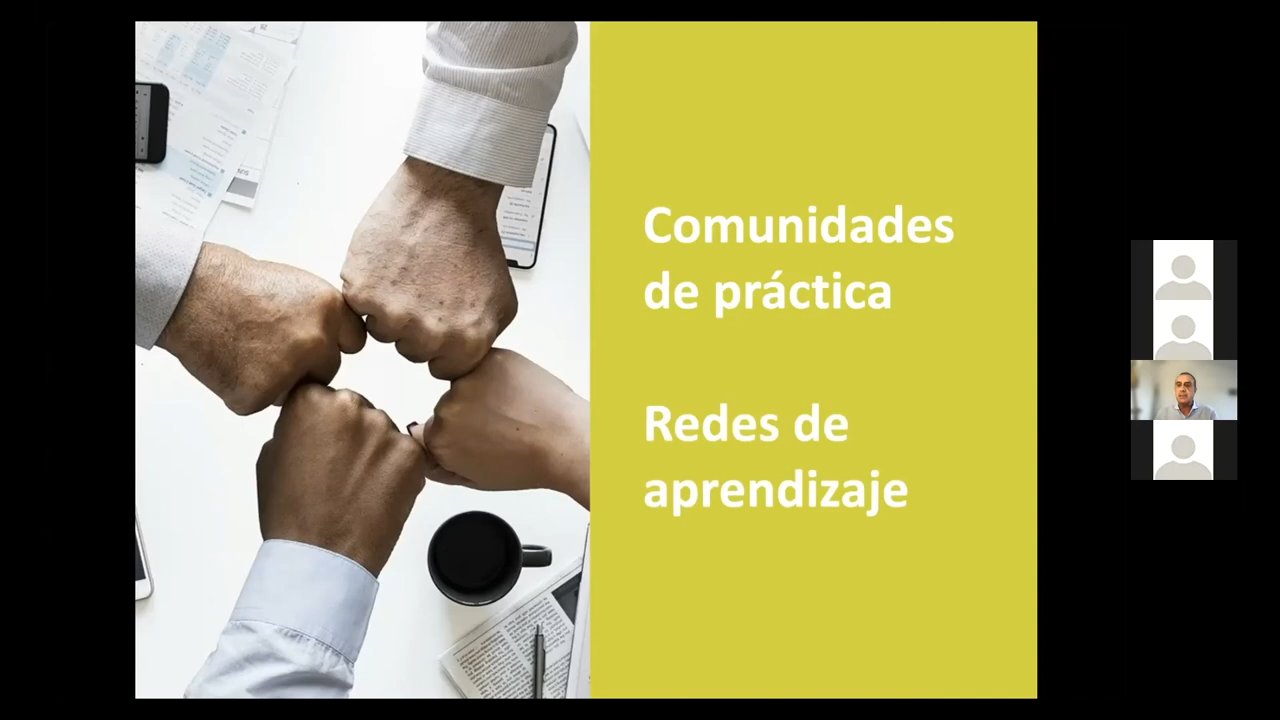 Comunidades
de práctica
Redes de
aprendizaje